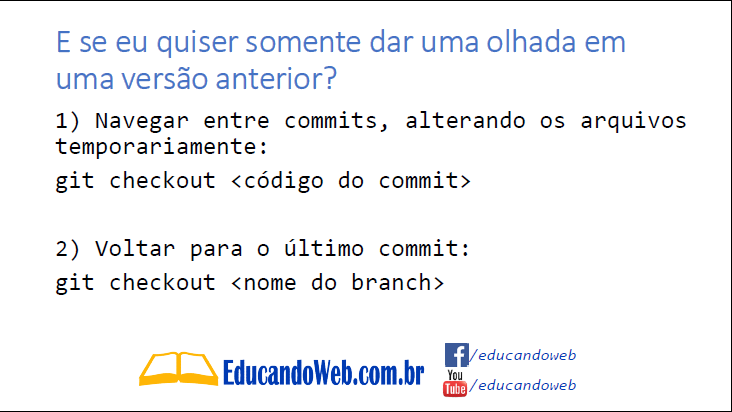 E se eu quiser somente dar uma olhada em
uma versão anterior?
1) Navegar entre commits, alterando os arquivos
temporariamente:
git checkout <código do commit>
2) Voltar para o último commit:
git checkout <nome do branch>
EducandoWeb.com.br
f /educandoweb
You
Tube /educandoweb